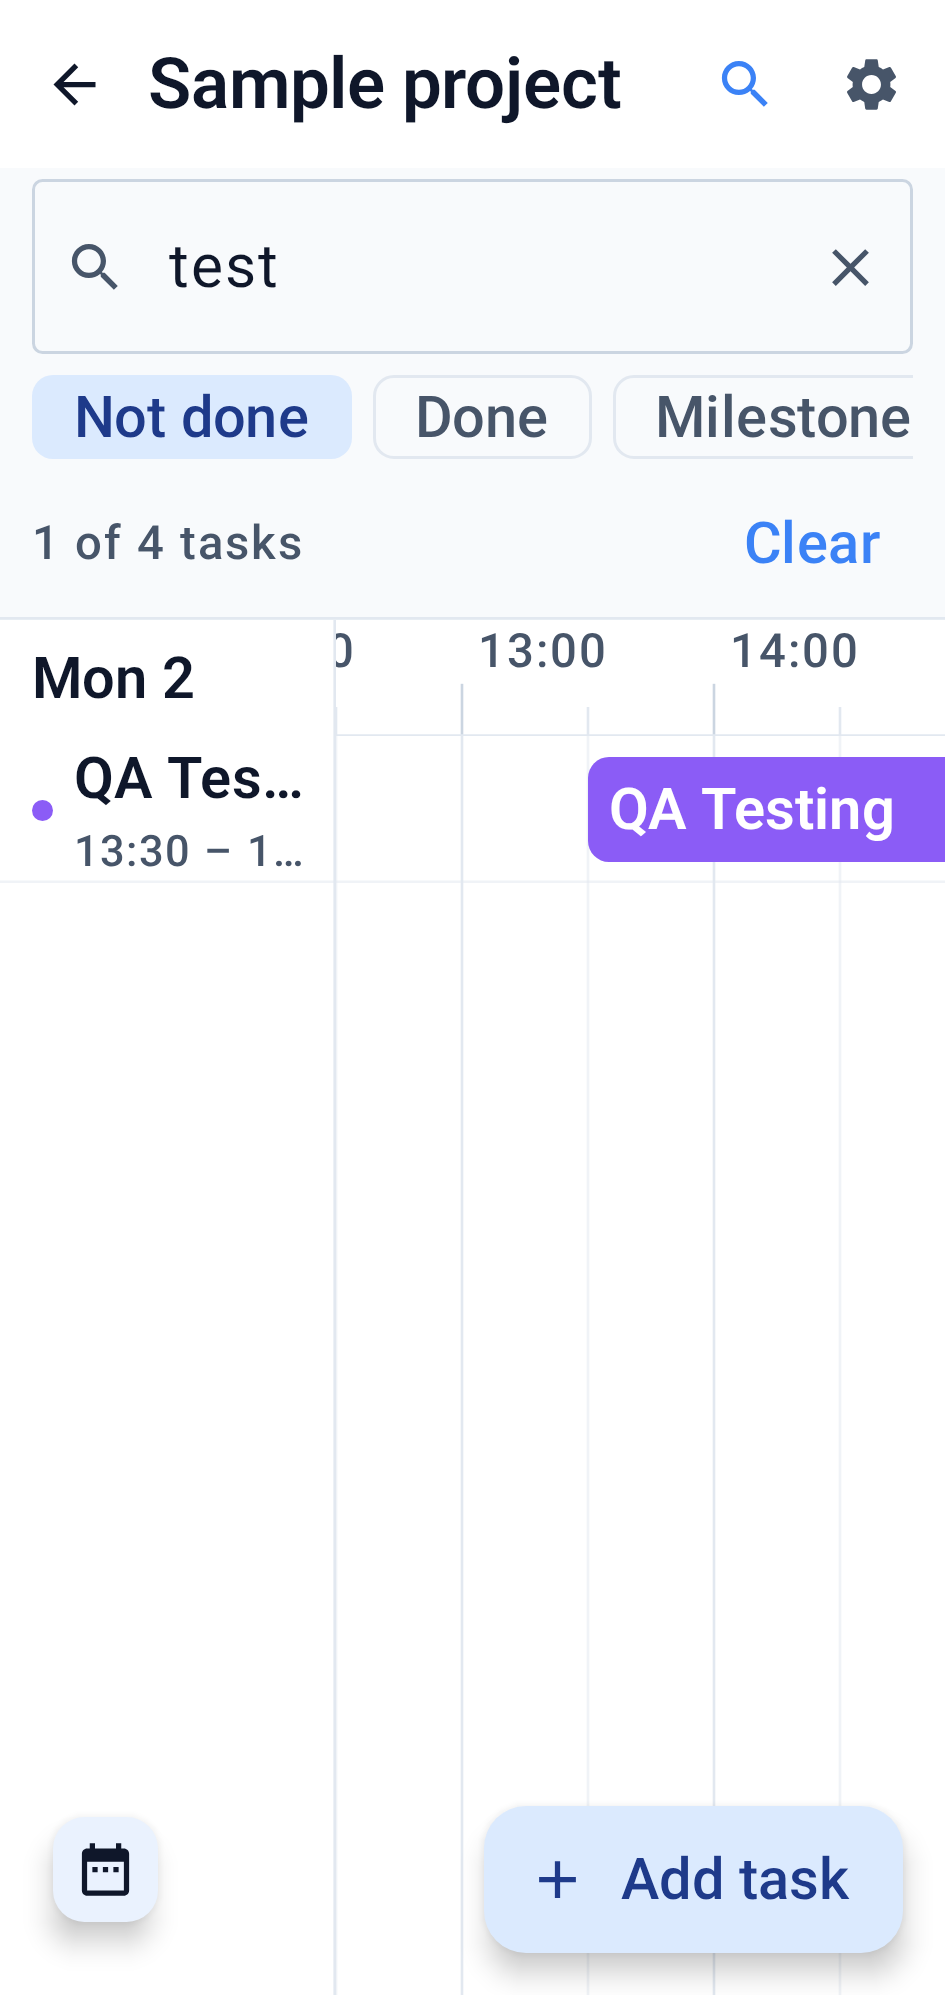 Sample project
test
Not done
Done
Milestone
1 of 4 tasks
Clear
Mon 2
0
13:00
14:00
QA Tes…
13:30 – 1…
QA Testing
+ Add task